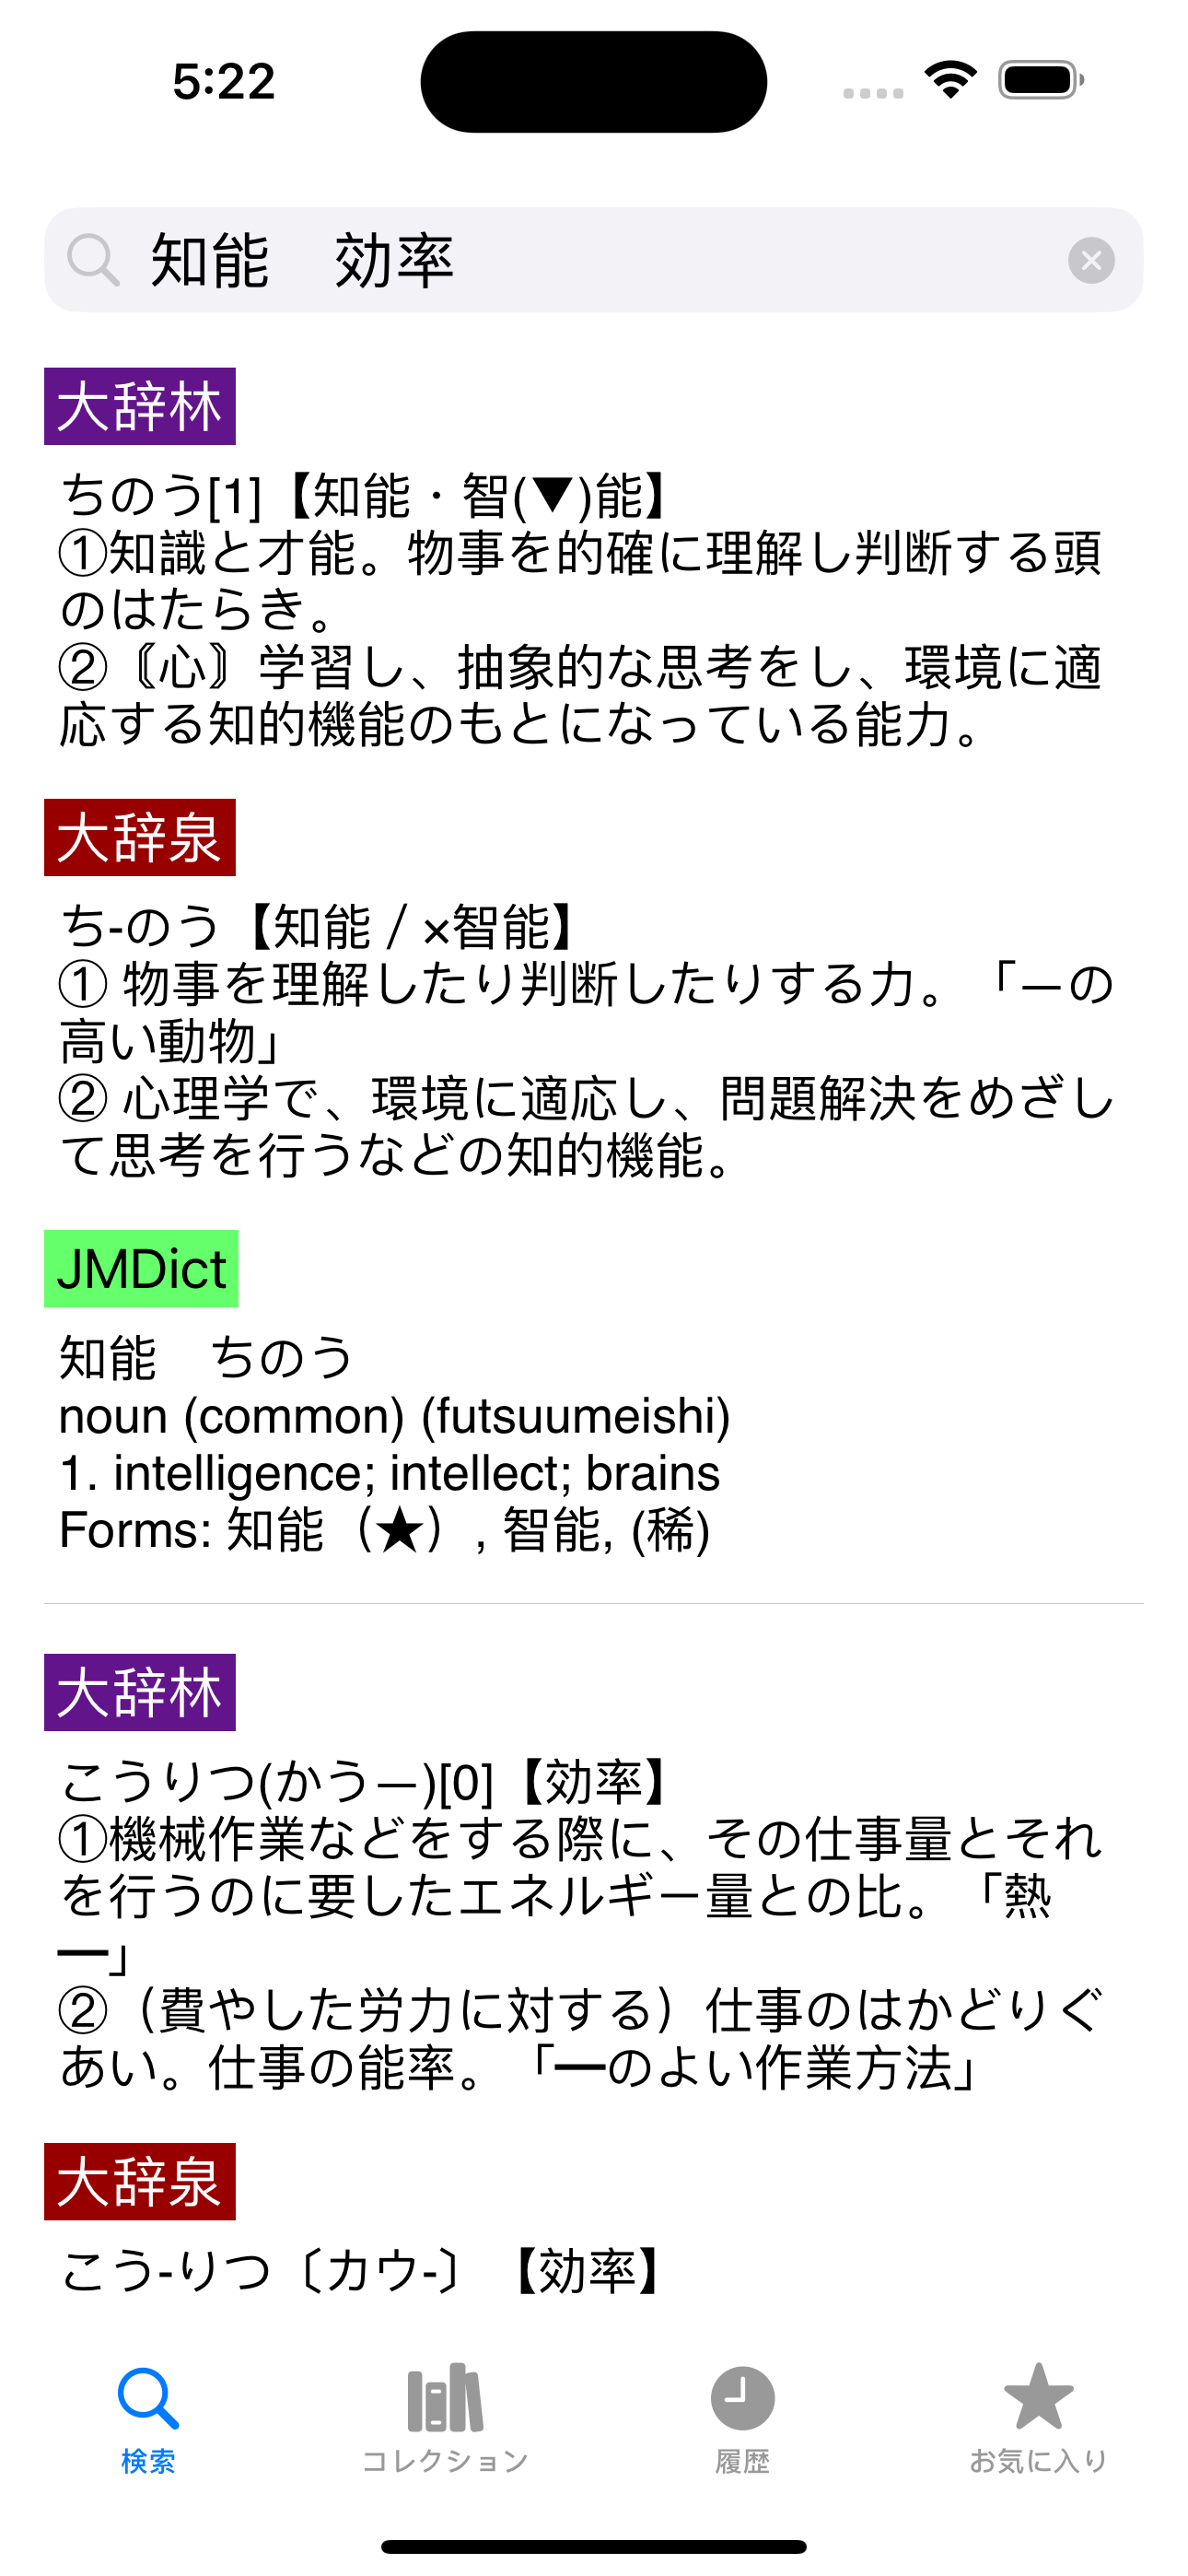 5:22
知能　効率
大辞林
ちのう[1]【知能・智(▼)能】
①知識と才能。物事を的確に理解し判断する頭
のはたらき。
②〘心〙学習し、抽象的な思考をし、環境に適
応する知的機能のもとになっている能力。
大辞泉
ち-のう【知能 / ×智能】
① 物事を理解したり判断したりする力。「―の
高い動物」
② 心理学で、環境に適応し、問題解決をめざし
て思考を行うなどの知的機能。
JMDict
知能　ちのう
noun (common) (futsuumeishi)
1. intelligence; intellect; brains
Forms: 知能（★）, 智能, (稀)
大辞林
こうりつ(かう―)[0]【効率】
①機械作業などをする際に、その仕事量とそれ
を行うのに要したエネルギー量との比。「熱
━」
②（費やした労力に対する）仕事のはかどりぐ
あい。仕事の能率。「━のよい作業方法」
大辞泉
こう-りつ〔カウ-〕【効率】
検索
コレクション
履歴
お気に入り